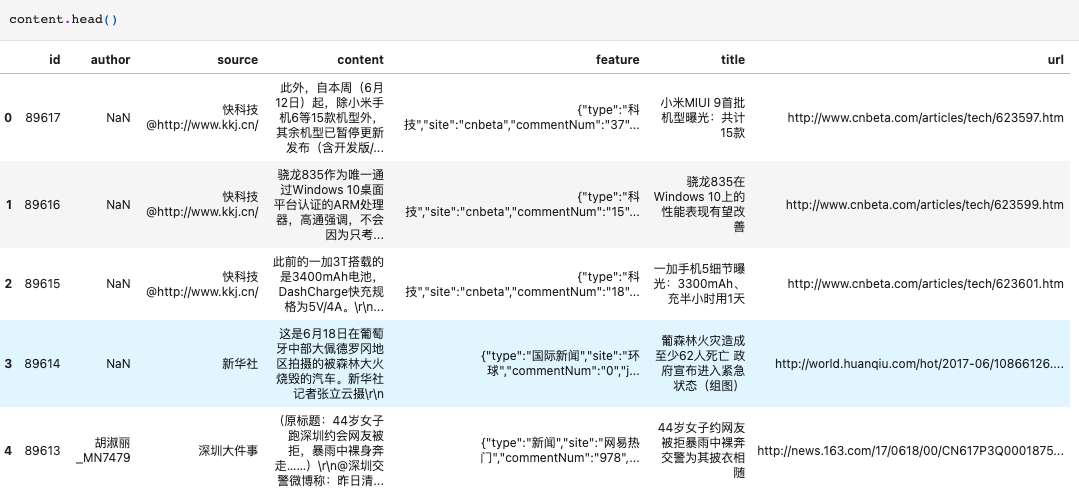 content.head()
id author source content feature title url
0 89617 NaN 快科技@http://www.kkj.cn/ 此外，自本周（6月12日）起，除小米手机6等15款机型外，其余机型已暂停更新发布（含开发版/... {"type":"科技","site":"cnbeta","commentNum":"37"... 小米MIUI 9首批机型曝光：共计15款 http://www.cnbeta.com/articles/tech/623597.htm
1 89616 NaN 快科技@http://www.kkj.cn/ 骁龙835作为唯一通过Windows 10桌面平台认证的ARM处理器，高通强调，不会因为只考... {"type":"科技","site":"cnbeta","commentNum":"15"... 骁龙835在Windows 10上的性能表现有望改善 http://www.cnbeta.com/articles/tech/623599.htm
2 89615 NaN 快科技@http://www.kkj.cn/ 此前的一加3T搭载的是3400mAh电池，DashCharge快充规格为5V/4A。\r\n... {"type":"科技","site":"cnbeta","commentNum":"18"... 一加手机5细节曝光：3300mAh、充半小时用1天 http://www.cnbeta.com/articles/tech/623601.htm
3 89614 NaN 新华社 这是6月18日在葡萄牙中部大佩德罗冈地区拍摄的被森林大火烧毁的汽车。新华社记者张立云摄\r\n {"type":"国际新闻","site":"环球","commentNum":"0","j... 葡森林火灾造成至少62人死亡 政府宣布进入紧急状态（组图） http://world.huanqiu.com/hot/2017-06/10866126....
4 89613 胡淑丽_MN7479 深圳大件事 (原标题：44岁女子跑深圳约会网友被拒，暴雨中裸身奔走……）\r\n@深圳交警微博称：昨日清... {"type":"新闻","site":"网易热门","commentNum":"978",... 44岁女子约网友被拒暴雨中裸奔 交警为其披衣相随 http://news.163.com/17/0618/00/CN617P3Q0001875...